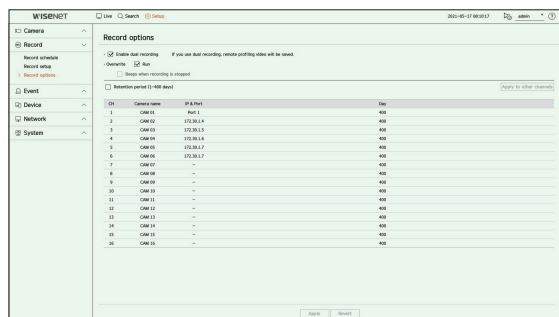 WISENET
Live Search Setup 2021-05-17 00:10:17 admin
Camera
Record
Record schedule
Record setup
> Record options
Event
Device
Network
System
Record options
- Enable dual recording If you use dual recording, remote profiling video will be saved.
- Overwrite Run
Beeps when recording is stopped
Retention period (1~400 days) Apply to other channels
CH Camera name IP & Port Day
1 CAM 01 Port 1 400
2 CAM 02 172.30.1.4 400
3 CAM 03 172.30.1.5 400
4 CAM 04 172.30.1.6 400
5 CAM 05 172.30.1.7 400
6 CAM 06 172.30.1.7 400
7 CAM 07 - 400
8 CAM 08 - 400
9 CAM 09 - 400
10 CAM 10 - 400
11 CAM 11 - 400
12 CAM 12 - 400
13 CAM 13 - 400
14 CAM 14 - 400
15 CAM 15 - 400
16 CAM 16 - 400
Apply Revert